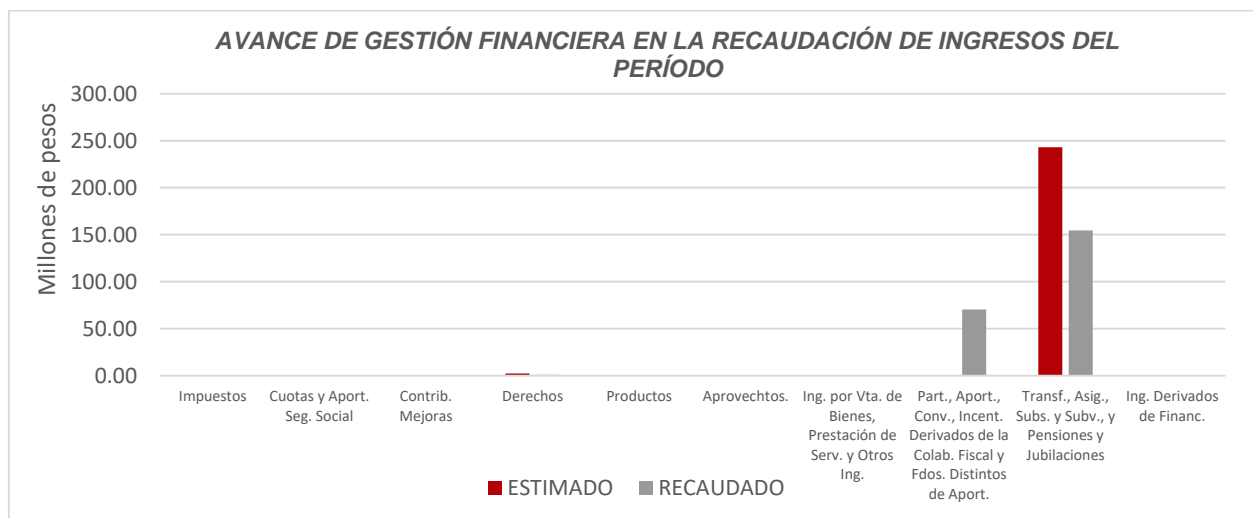 AVANCE DE GESTIÓN FINANCIERA EN LA RECAUDACIÓN DE INGRESOS DEL
PERÍODO
Millones de pesos
300.00
250.00
200.00
150.00
100.00
50.00
0.00
Impuestos
Cuotas y Aport.
Seg. Social
Contrib.
Mejoras
Derechos
Productos
Aprovechtos.
Ing. por Vta. de
Bienes,
Prestación de
Serv. y Otros
Ing.
Part., Aport.,
Conv., Incent.
Derivados de la
Colab. Fiscal y
Fdos. Distintos
de Aport.
Transf., Asig.,
Subs. y Subv., y
Pensiones y
Jubilaciones
Ing. Derivados
de Financ.
ESTIMADO
RECAUDADO